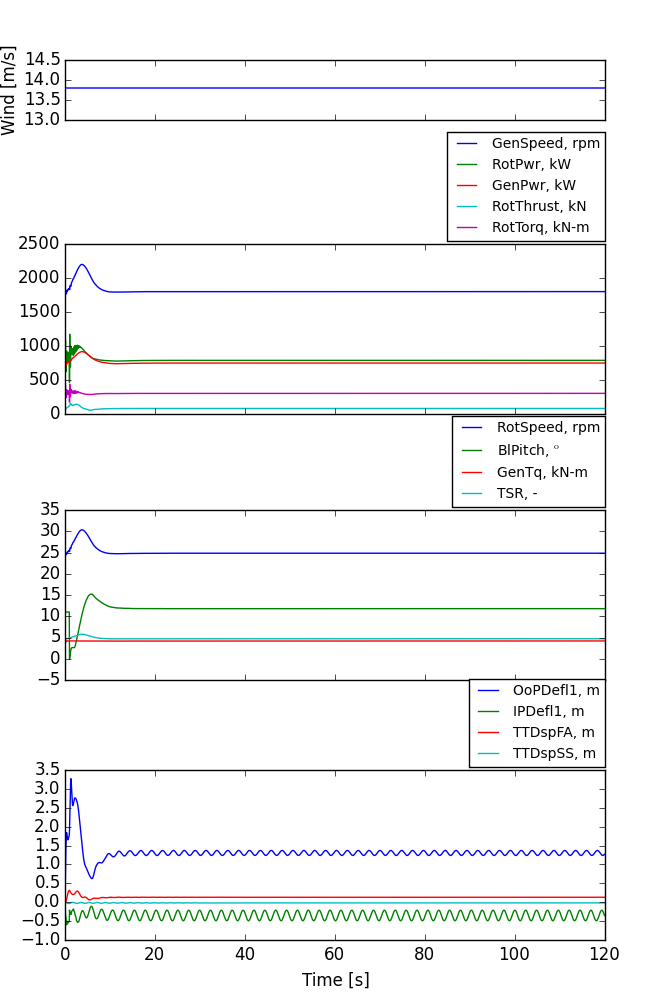 Wind [m/s]
14.5
14.0
13.5
13.0
GenSpeed, rpm
RotPwr, kW
GenPwr, kW
RotThrust, kN
RotTorq, kN-m
2500
2000
1500
1000
500
0
RotSpeed, rpm
BlPitch, °
GenTq, kN-m
TSR, -
35
30
25
20
15
10
5
0
−5
OoPDefl1, m
IPDefl1, m
TTDspFA, m
TTDspSS, m
3.5
3.0
2.5
2.0
1.5
1.0
0.5
0.0
−0.5
−1.0
0 20 40 60 80 100 120
Time [s]